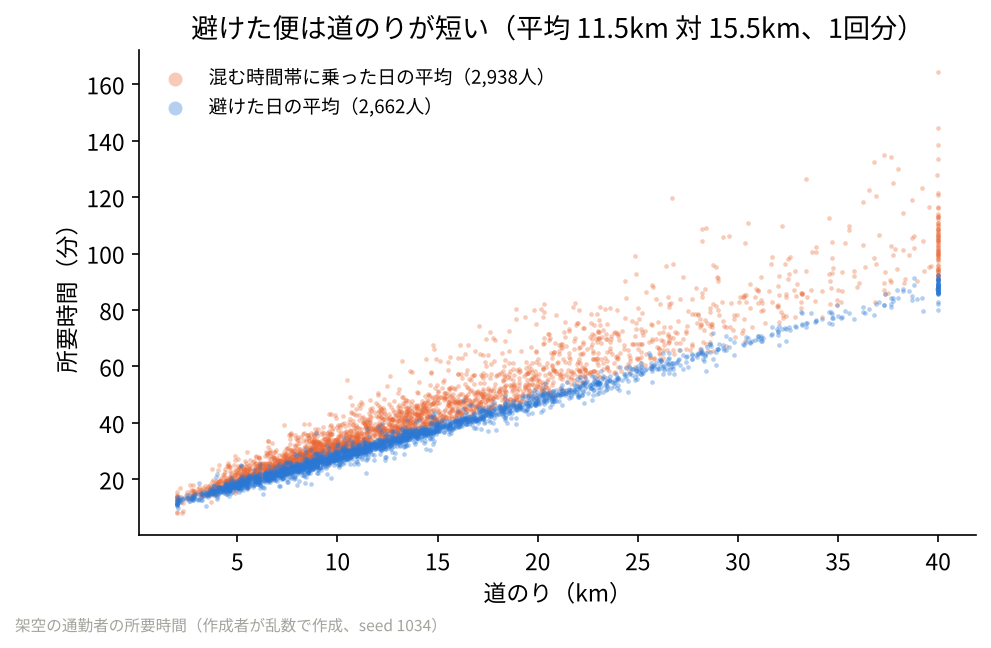 避けた便は道のりが短い（平均 11.5km 対 15.5km、1回分）
混む時間帯に乗った日の平均（2,938人）
避けた日の平均（2,662人）
所要時間（分）
160
140
120
100
80
60
40
20
5 10 15 20 25 30 35 40
道のり（km）
架空の通勤者の所要時間（作成者が乱数で作成、seed 1034）